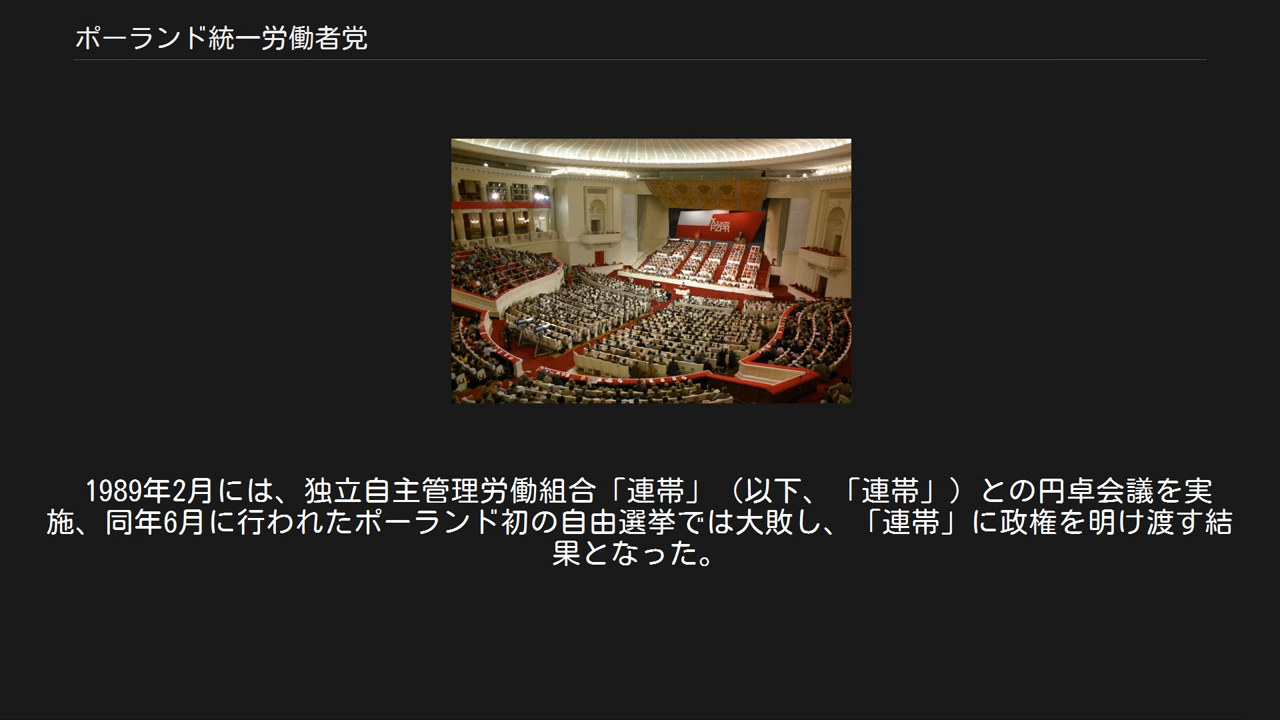 ポーランド統一労働者党
PZPR
1989年2月には、独立自主管理労働組合「連帯」（以下、「連帯」）との円卓会議を実
施、同年6月に行われたポーランド初の自由選挙では大敗し、「連帯」に政権を明け渡す結
果となった。